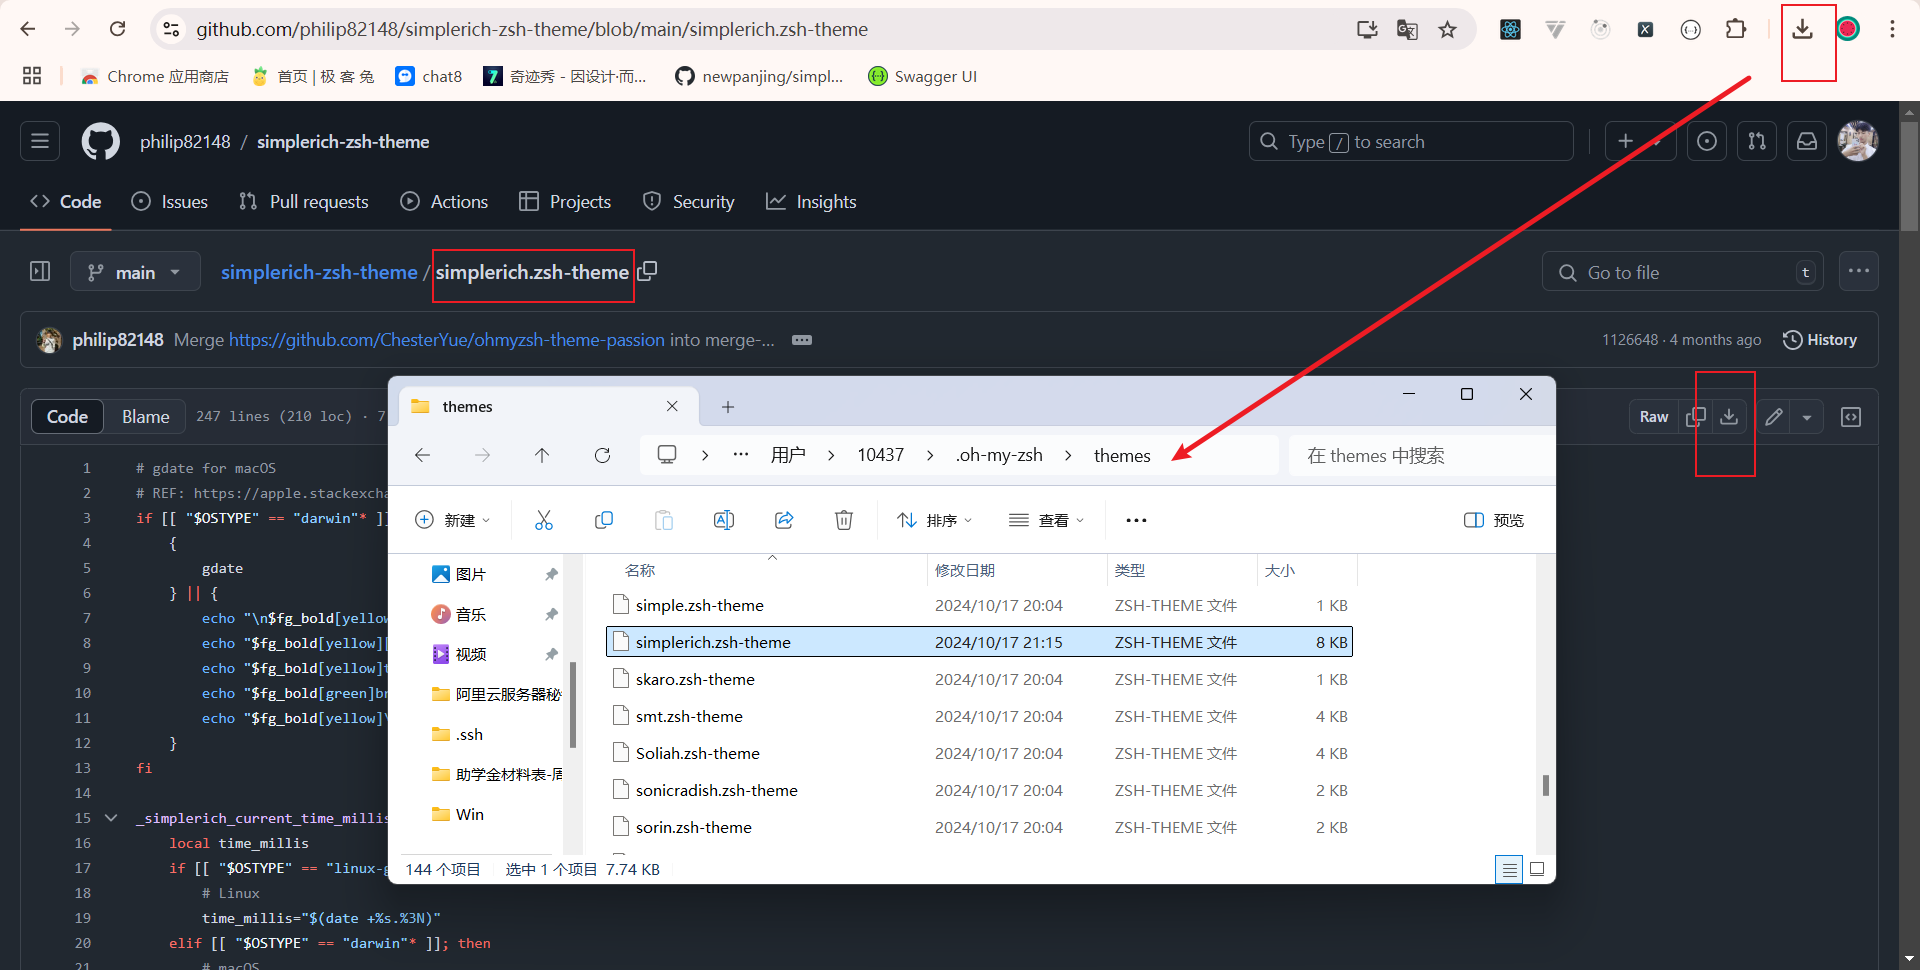 github.com/philip82148/simplerich-zsh-theme/blob/main/simplerich.zsh-theme
Chrome 应用商店
首页 | 极 客 兔
chat8
奇迹秀 - 因设计·而...
newpanjing/simpl...
Swagger UI
philip82148 / simplerich-zsh-theme
Type / to search
Code
Issues
Pull requests
Actions
Projects
Security
Insights
main
simplerich-zsh-theme / simplerich.zsh-theme
Go to file
t
philip82148 Merge https://github.com/ChesterYue/ohmyzsh-theme-passion into merge-...
1126648 · 4 months ago
History
Code
Blame
247 lines (210 loc) · 7
Raw
1 # gdate for macOS
2 # REF: https://apple.stackexcha
3 if [[ "$OSTYPE" == "darwin"* ]]
4 {
5 gdate
6 } || {
7 echo "\n$fg_bold[yellow
8 echo "$fg_bold[yellow][
9 echo "$fg_bold[yellow]t
10 echo "$fg_bold[green]br
11 echo "$fg_bold[yellow]\
12 }
13 fi
14
15 _simplerich_current_time_millis
16 local time_millis
17 if [[ "$OSTYPE" == "linux-g
18 # Linux
19 time_millis="$(date +%s.%3N)"
20 elif [[ "$OSTYPE" == "darwin"* ]]; then
21 # macOS
themes
用户 10437 .oh-my-zsh themes
在 themes 中搜索
新建
排序
查看
预览
图片
音乐
视频
阿里云服务器秘
.ssh
助学金材料表-周
Win
名称 修改日期 类型 大小
simple.zsh-theme 2024/10/17 20:04 ZSH-THEME 文件 1 KB
simplerich.zsh-theme 2024/10/17 21:15 ZSH-THEME 文件 8 KB
skaro.zsh-theme 2024/10/17 20:04 ZSH-THEME 文件 1 KB
smt.zsh-theme 2024/10/17 20:04 ZSH-THEME 文件 4 KB
Soliah.zsh-theme 2024/10/17 20:04 ZSH-THEME 文件 4 KB
sonicradish.zsh-theme 2024/10/17 20:04 ZSH-THEME 文件 2 KB
sorin.zsh-theme 2024/10/17 20:04 ZSH-THEME 文件 2 KB
144 个项目
选中 1 个项目 7.74 KB